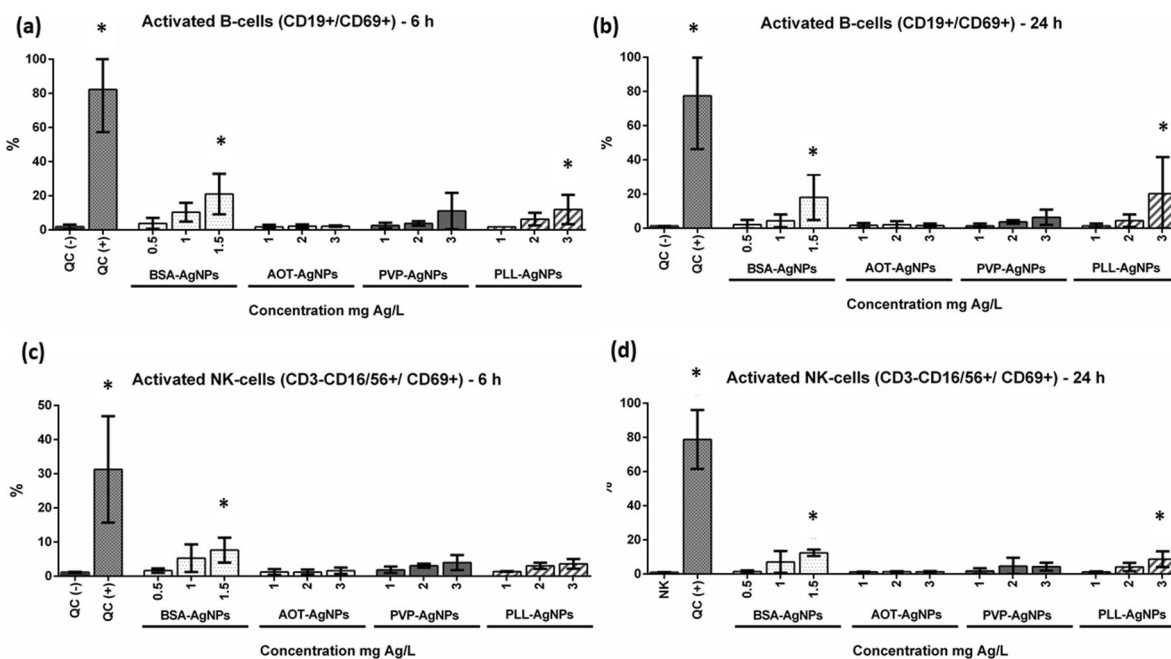 (a)
Activated B-cells (CD19+/CD69+) - 6 h
*
100
80
60
40
20
0
%
* *
QC (-) QC (+) 0.5 1 1.5 1 2 3 1 2 3 1 2 3
BSA-AgNPs AOT-AgNPs PVP-AgNPs PLL-AgNPs
Concentration mg Ag/L
(b)
Activated B-cells (CD19+/CD69+) - 24 h
*
100
80
60
40
20
0
%
* *
QC (-) QC (+) 0.5 1 1.5 1 2 3 1 2 3 1 2 3
BSA-AgNPs AOT-AgNPs PVP-AgNPs PLL-AgNPs
Concentration mg Ag/L
(c)
Activated NK-cells (CD3-CD16/56+/ CD69+) - 6 h
*
50
40
30
20
10
0
%
*
QC (-) QC (+) 0.5 1 1.5 1 2 3 1 2 3 1 2 3
BSA-AgNPs AOT-AgNPs PVP-AgNPs PLL-AgNPs
Concentration mg Ag/L
(d)
Activated NK-cells (CD3-CD16/56+/ CD69+) - 24 h
*
100
80
60
40
20
0
%
* *
NK QC (+) 0.5 1 1.5 1 2 3 1 2 3 1 2 3
BSA-AgNPs AOT-AgNPs PVP-AgNPs PLL-AgNPs
Concentration mg Ag/L